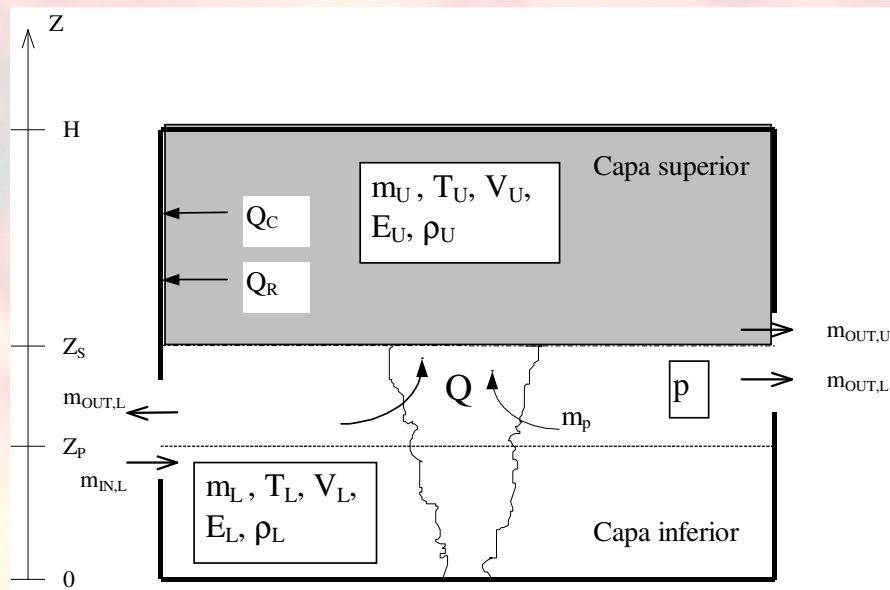 Z
H
Capa superior
m_U , T_U, V_U,
E_U, ρ_U
Q_C
Q_R
m_OUT,U
Z_S
m_OUT,L
Q
p
m_OUT,L
m_p
Z_P
m_IN,L
m_L , T_L, V_L,
E_L, ρ_L
Capa inferior
0